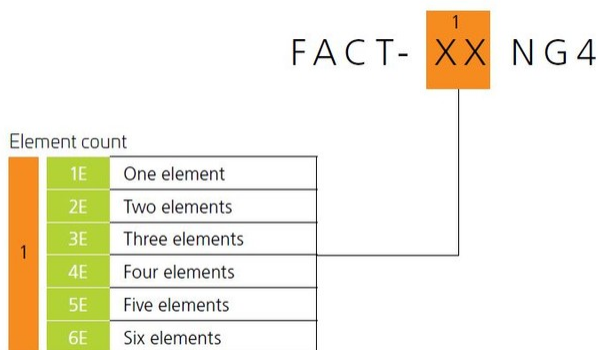 1
FACT- XX NG4
Element count
1
1E One element
2E Two elements
3E Three elements
4E Four elements
5E Five elements
6E Six elements